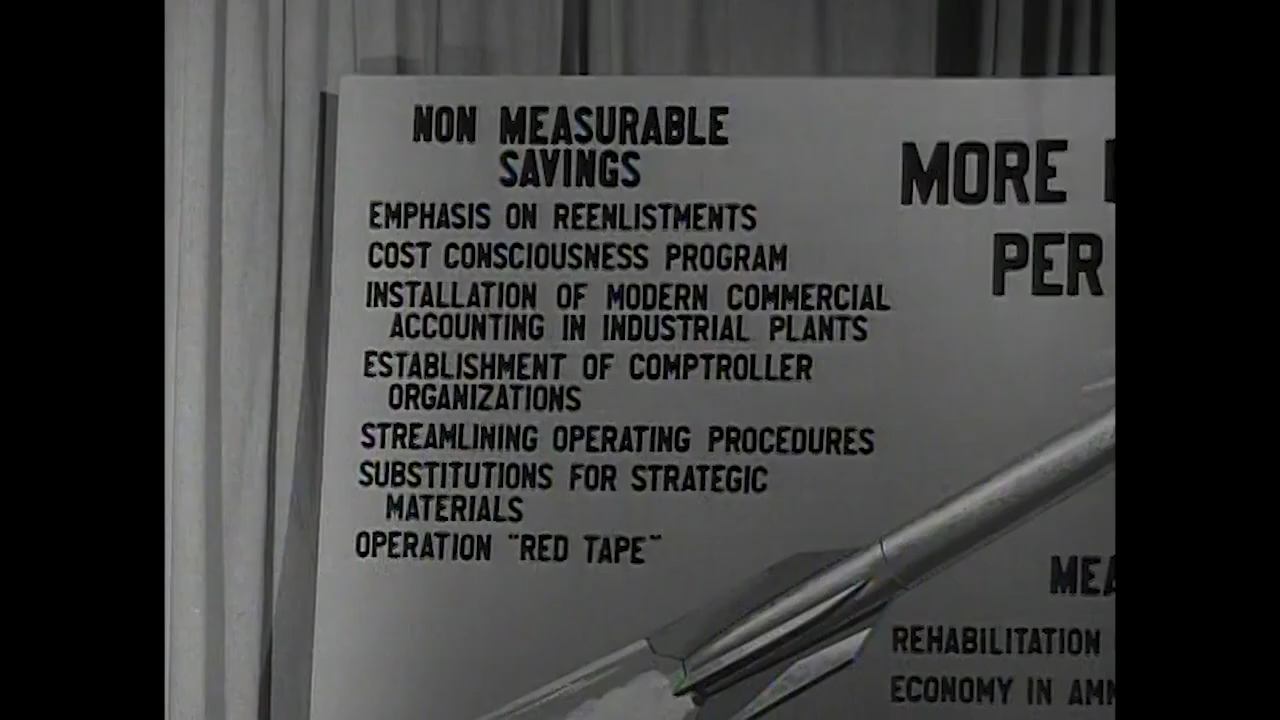 NON MEASURABLE
SAVINGS
EMPHASIS ON REENLISTMENTS
COST CONSCIOUSNESS PROGRAM
INSTALLATION OF MODERN COMMERCIAL
ACCOUNTING IN INDUSTRIAL PLANTS
ESTABLISHMENT OF COMPTROLLER
ORGANIZATIONS
STREAMLINING OPERATING PROCEDURES
SUBSTITUTIONS FOR STRATEGIC
MATERIALS
OPERATION "RED TAPE"
MORE
PER
REHABILITATION
ECONOMY IN